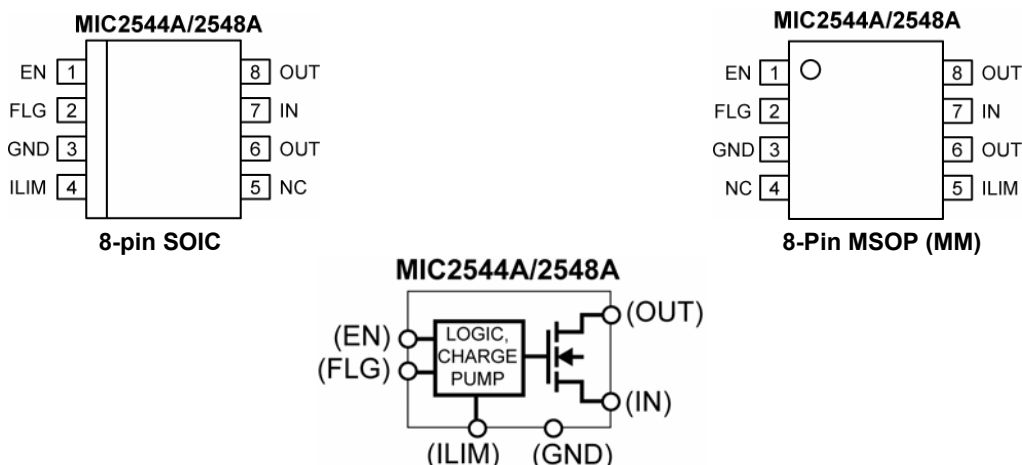 MIC2544A/2548A
EN 1 8 OUT
FLG 2 7 IN
GND 3 6 OUT
ILIM 4 5 NC
8-pin SOIC
MIC2544A/2548A
EN 1 8 OUT
FLG 2 7 IN
GND 3 6 OUT
NC 4 5 ILIM
8-Pin MSOP (MM)
MIC2544A/2548A
(OUT)
(EN) LOGIC,
CHARGE
(FLG) PUMP
(IN)
(ILIM) (GND)